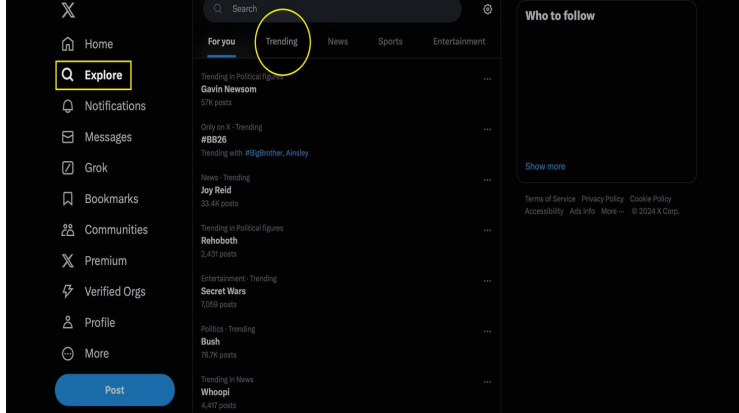 Home
Explore
Notifications
Messages
Grok
Bookmarks
Communities
Premium
Verified Orgs
Profile
More
Post
Search
For you Trending News Sports Entertainment
Trending in Political figures
Gavin Newsom
57K posts
Only on X · Trending
#BB26
Trending with #BigBrother, Ainsley
News · Trending
Joy Reid
33.4K posts
Trending in Political figures
Rehoboth
2,431 posts
Entertainment · Trending
Secret Wars
7,059 posts
Politics · Trending
Bush
76.7K posts
Trending in News
Whoopi
4,417 posts
Who to follow
Show more
Terms of Service Privacy Policy Cookie Policy
Accessibility Ads info More ··· © 2024 X Corp.